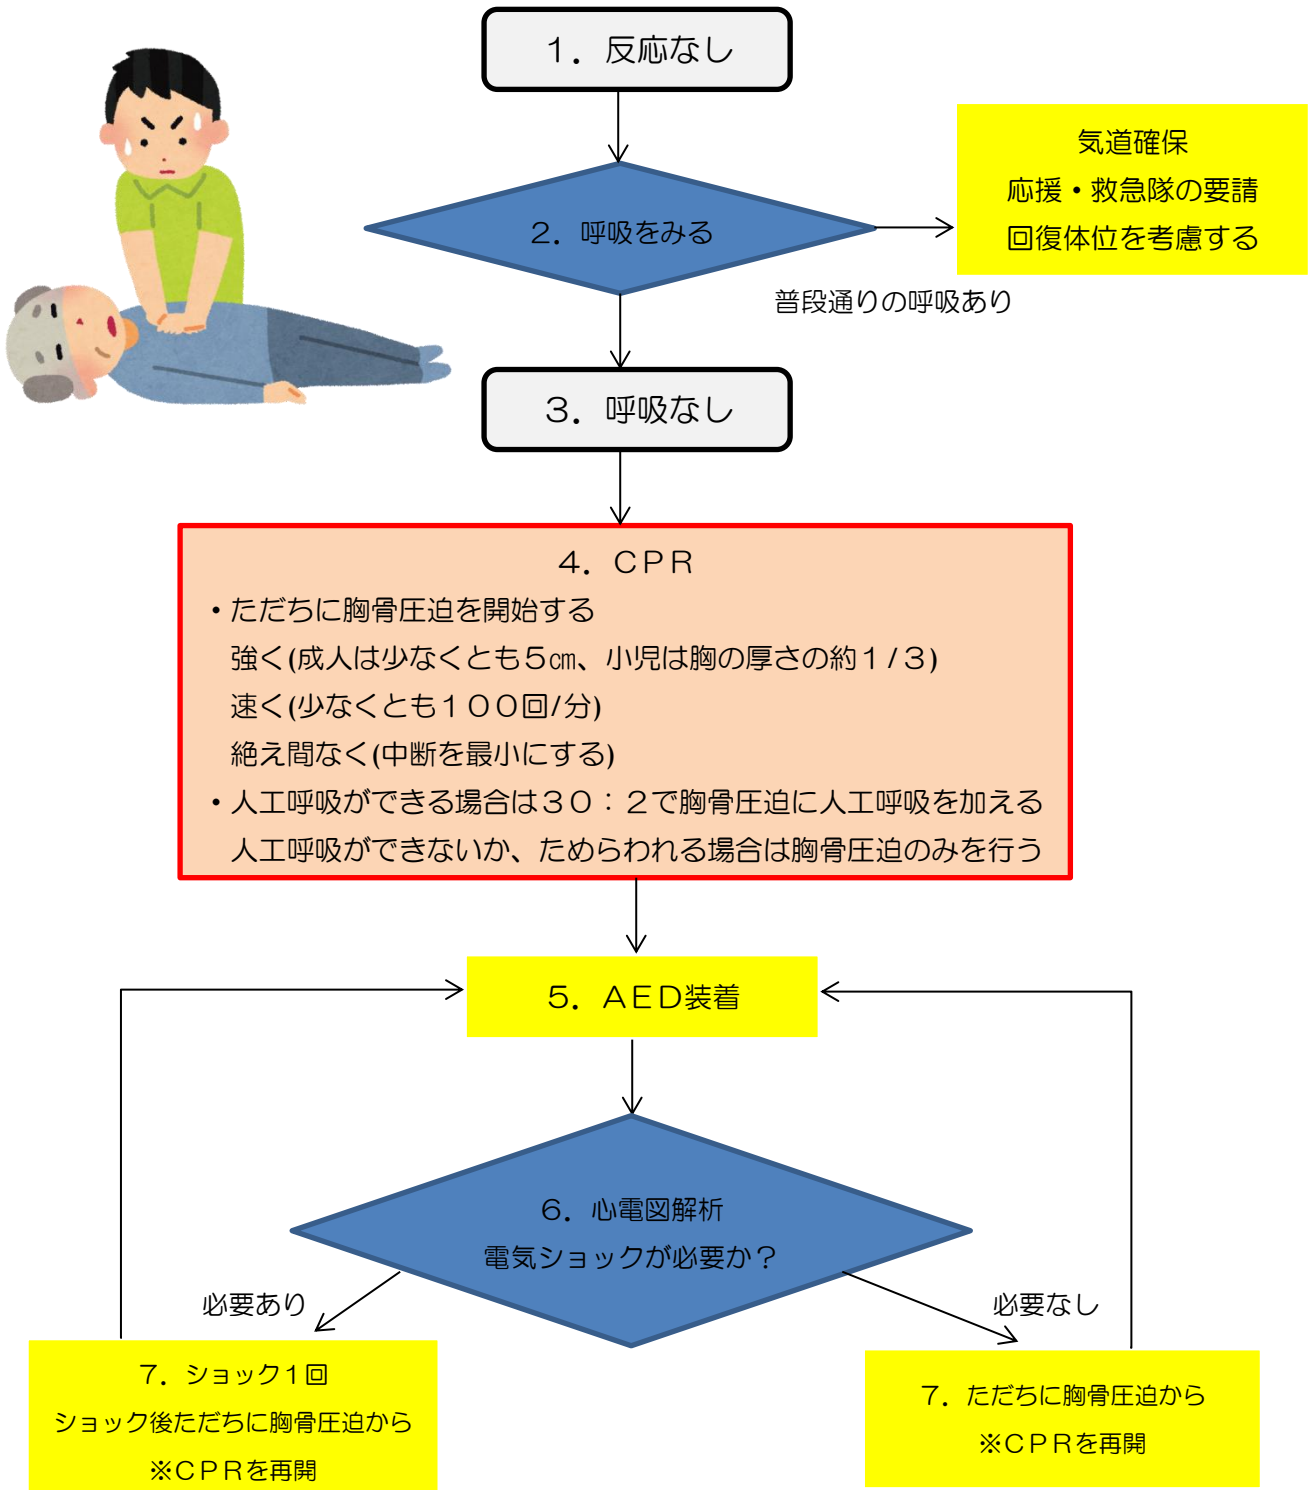 １．反応なし
２．呼吸をみる
気道確保
応援・救急隊の要請
回復体位を考慮する
普段通りの呼吸あり
３．呼吸なし
４．ＣＰＲ
・ただちに胸骨圧迫を開始する
強く(成人は少なくとも５㎝、小児は胸の厚さの約１/３)
速く(少なくとも１００回/分)
絶え間なく(中断を最小にする)
・人工呼吸ができる場合は３０：２で胸骨圧迫に人工呼吸を加える
人工呼吸ができないか、ためらわれる場合は胸骨圧迫のみを行う
５．ＡＥＤ装着
６．心電図解析
電気ショックが必要か？
必要あり
必要なし
７．ショック１回
ショック後ただちに胸骨圧迫から
※ＣＰＲを再開
７．ただちに胸骨圧迫から
※ＣＰＲを再開